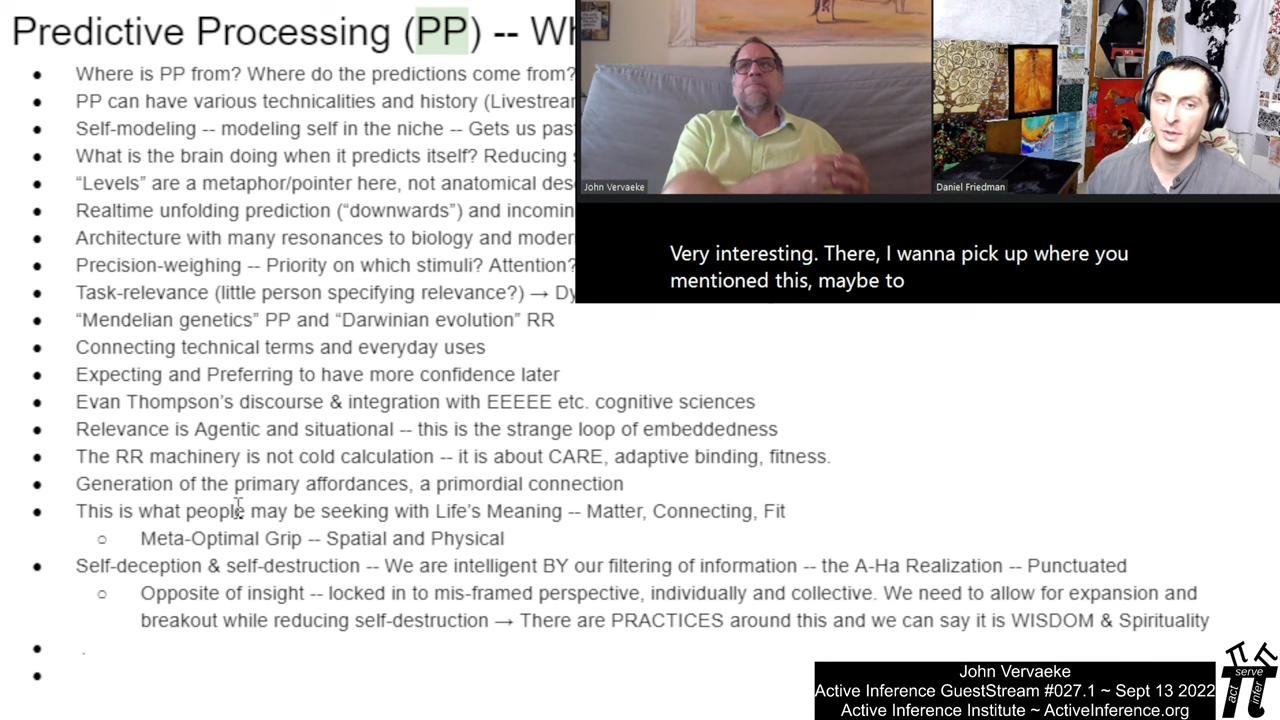 Predictive Processing (PP) -- Wh
Where is PP from? Where do the predictions come from?
PP can have various technicalities and history (Livestrear
Self-modeling -- modeling self in the niche -- Gets us past
What is the brain doing when it predicts itself? Reducing
“Levels” are a metaphor/pointer here, not anatomical des
Realtime unfolding prediction (“downwards”) and incomin
Architecture with many resonances to biology and moder
Precision-weighing -- Priority on which stimuli? Attention?
Task-relevance (little person specifying relevance?) → Dy
“Mendelian genetics” PP and “Darwinian evolution” RR
Connecting technical terms and everyday uses
Expecting and Preferring to have more confidence later
Evan Thompson’s discourse & integration with EEEEE etc. cognitive sciences
Relevance is Agentic and situational -- this is the strange loop of embeddedness
The RR machinery is not cold calculation -- it is about CARE, adaptive binding, fitness.
Generation of the primary affordances, a primordial connection
This is what people may be seeking with Life’s Meaning -- Matter, Connecting, Fit
Meta-Optimal Grip -- Spatial and Physical
Self-deception & self-destruction -- We are intelligent BY our filtering of information -- the A-Ha Realization -- Punctuated
Opposite of insight -- locked in to mis-framed perspective, individually and collective. We need to allow for expansion and
breakout while reducing self-destruction → There are PRACTICES around this and we can say it is WISDOM & Spirituality
.
John Vervaeke
Daniel Friedman
Very interesting. There, I wanna pick up where you
mentioned this, maybe to
John Vervaeke
Active Inference GuestStream #027.1 ~ Sept 13 2022
Active Inference Institute ~ ActiveInference.org
serve
act
infer